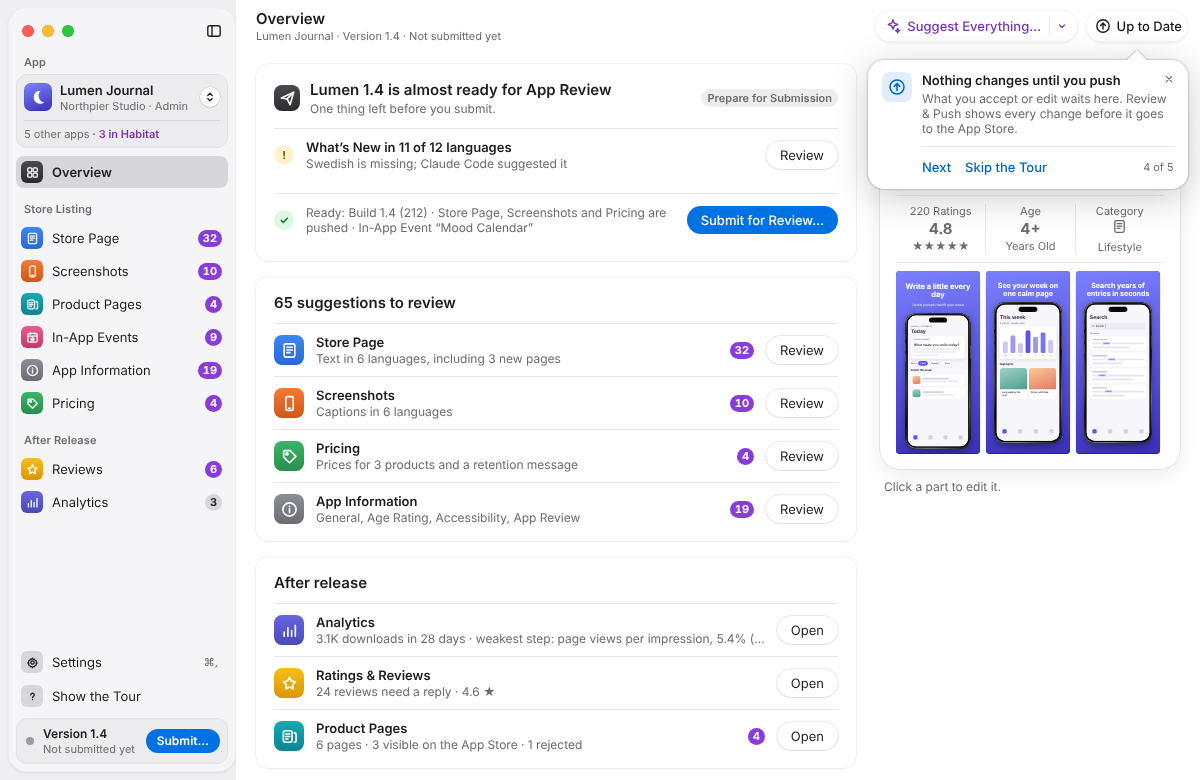 App
Lumen Journal
Northpier Studio · Admin
5 other apps · 3 in Habitat
Overview
Store Listing
Store Page 32
Screenshots 10
Product Pages 4
In-App Events 9
App Information 19
Pricing 4
After Release
Reviews 6
Analytics 3
Settings ⌘,
? Show the Tour
Version 1.4
Not submitted yet
Submit...
Overview
Lumen Journal · Version 1.4 · Not submitted yet
Suggest Everything...
Up to Date
Lumen 1.4 is almost ready for App Review
One thing left before you submit.
Prepare for Submission
! What’s New in 11 of 12 languages
Swedish is missing; Claude Code suggested it
Review
Ready: Build 1.4 (212) · Store Page, Screenshots and Pricing are
pushed · In-App Event “Mood Calendar”
Submit for Review...
65 suggestions to review
Store Page
Text in 6 languages, including 3 new pages
32 Review
Screenshots
Captions in 6 languages
10 Review
Pricing
Prices for 3 products and a retention message
4 Review
App Information
General, Age Rating, Accessibility, App Review
19 Review
After release
Analytics
3.1K downloads in 28 days · weakest step: page views per impression, 5.4% (...
Open
Ratings & Reviews
24 reviews need a reply · 4.6 ★
Open
Product Pages
6 pages · 3 visible on the App Store · 1 rejected
4 Open
Nothing changes until you push
What you accept or edit waits here. Review
& Push shows every change before it goes
to the App Store.
Next Skip the Tour 4 of 5
220 Ratings
4.8
★★★★★
Age
4+
Years Old
Category
Lifestyle
Write a little every
day
Today
See your week on
one calm page
This week
Search years of
entries in seconds
Search
Click a part to edit it.